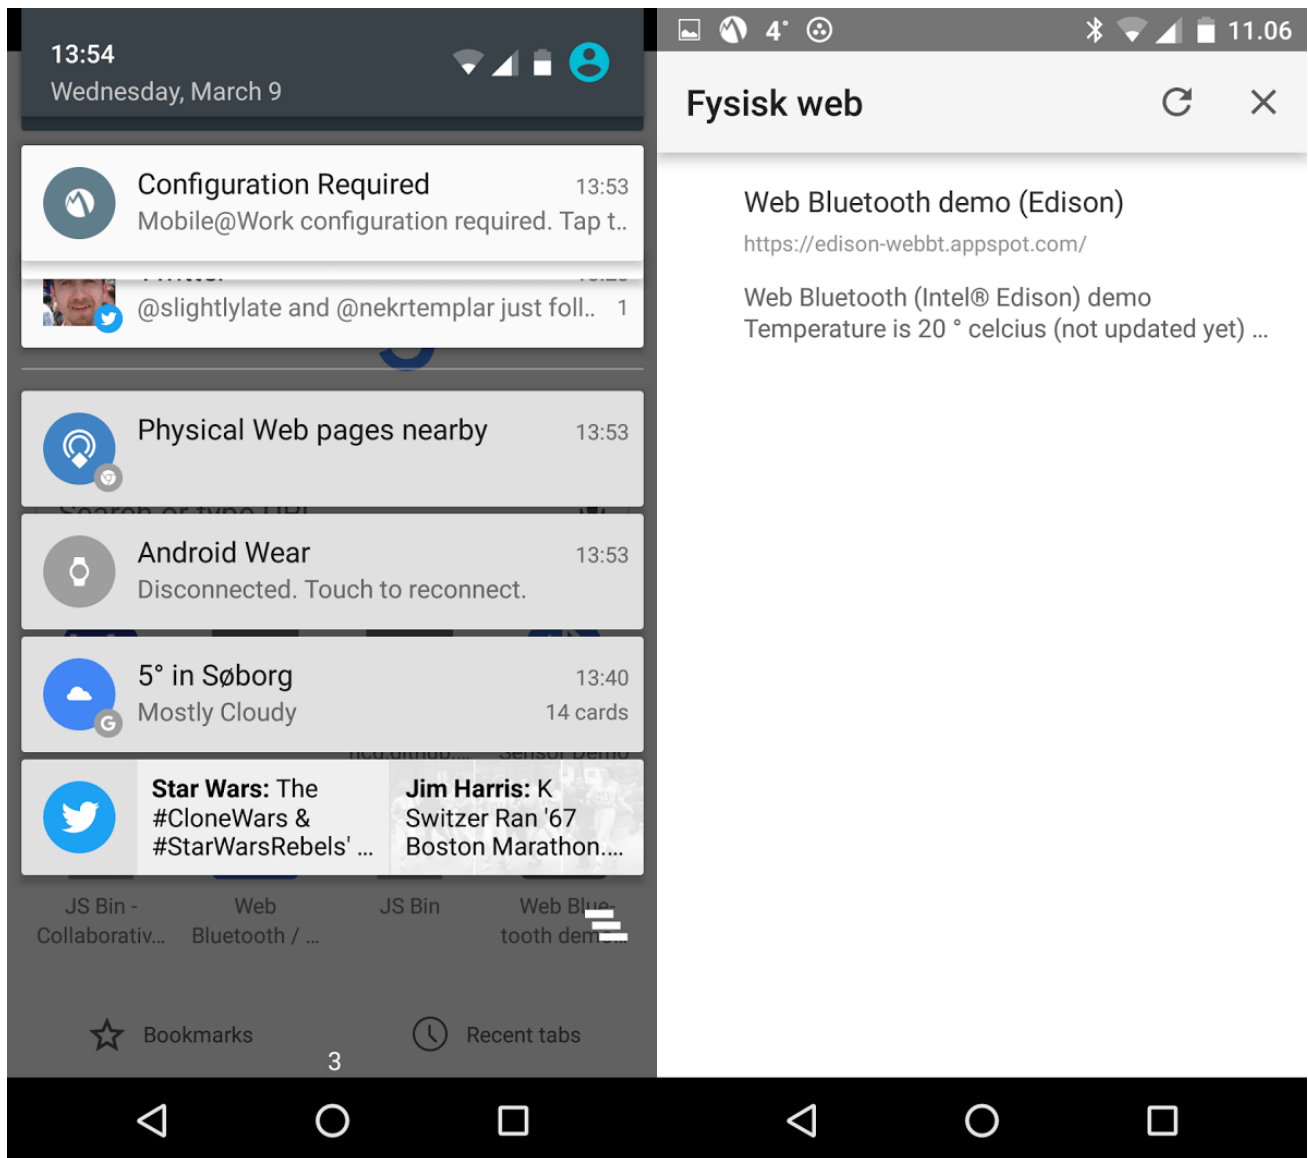 13:54
Wednesday, March 9
Configuration Required 13:53
Mobile@Work configuration required. Tap t..
@slightlylate and @nekrtemplar just foll.. 1
Physical Web pages nearby 13:53
Android Wear 13:53
Disconnected. Touch to reconnect.
5° in Søborg 13:40
Mostly Cloudy 14 cards
Star Wars: The
#CloneWars &
#StarWarsRebels' ...
Jim Harris: K
Switzer Ran '67
Boston Marathon....
JS Bin -
Collaborativ...
Web
Bluetooth / ...
JS Bin
Web Blue-
tooth dem...
Bookmarks
Recent tabs
3
4° 11.06
Fysisk web
Web Bluetooth demo (Edison)
https://edison-webbt.appspot.com/
Web Bluetooth (Intel® Edison) demo
Temperature is 20 ° celcius (not updated yet) ...